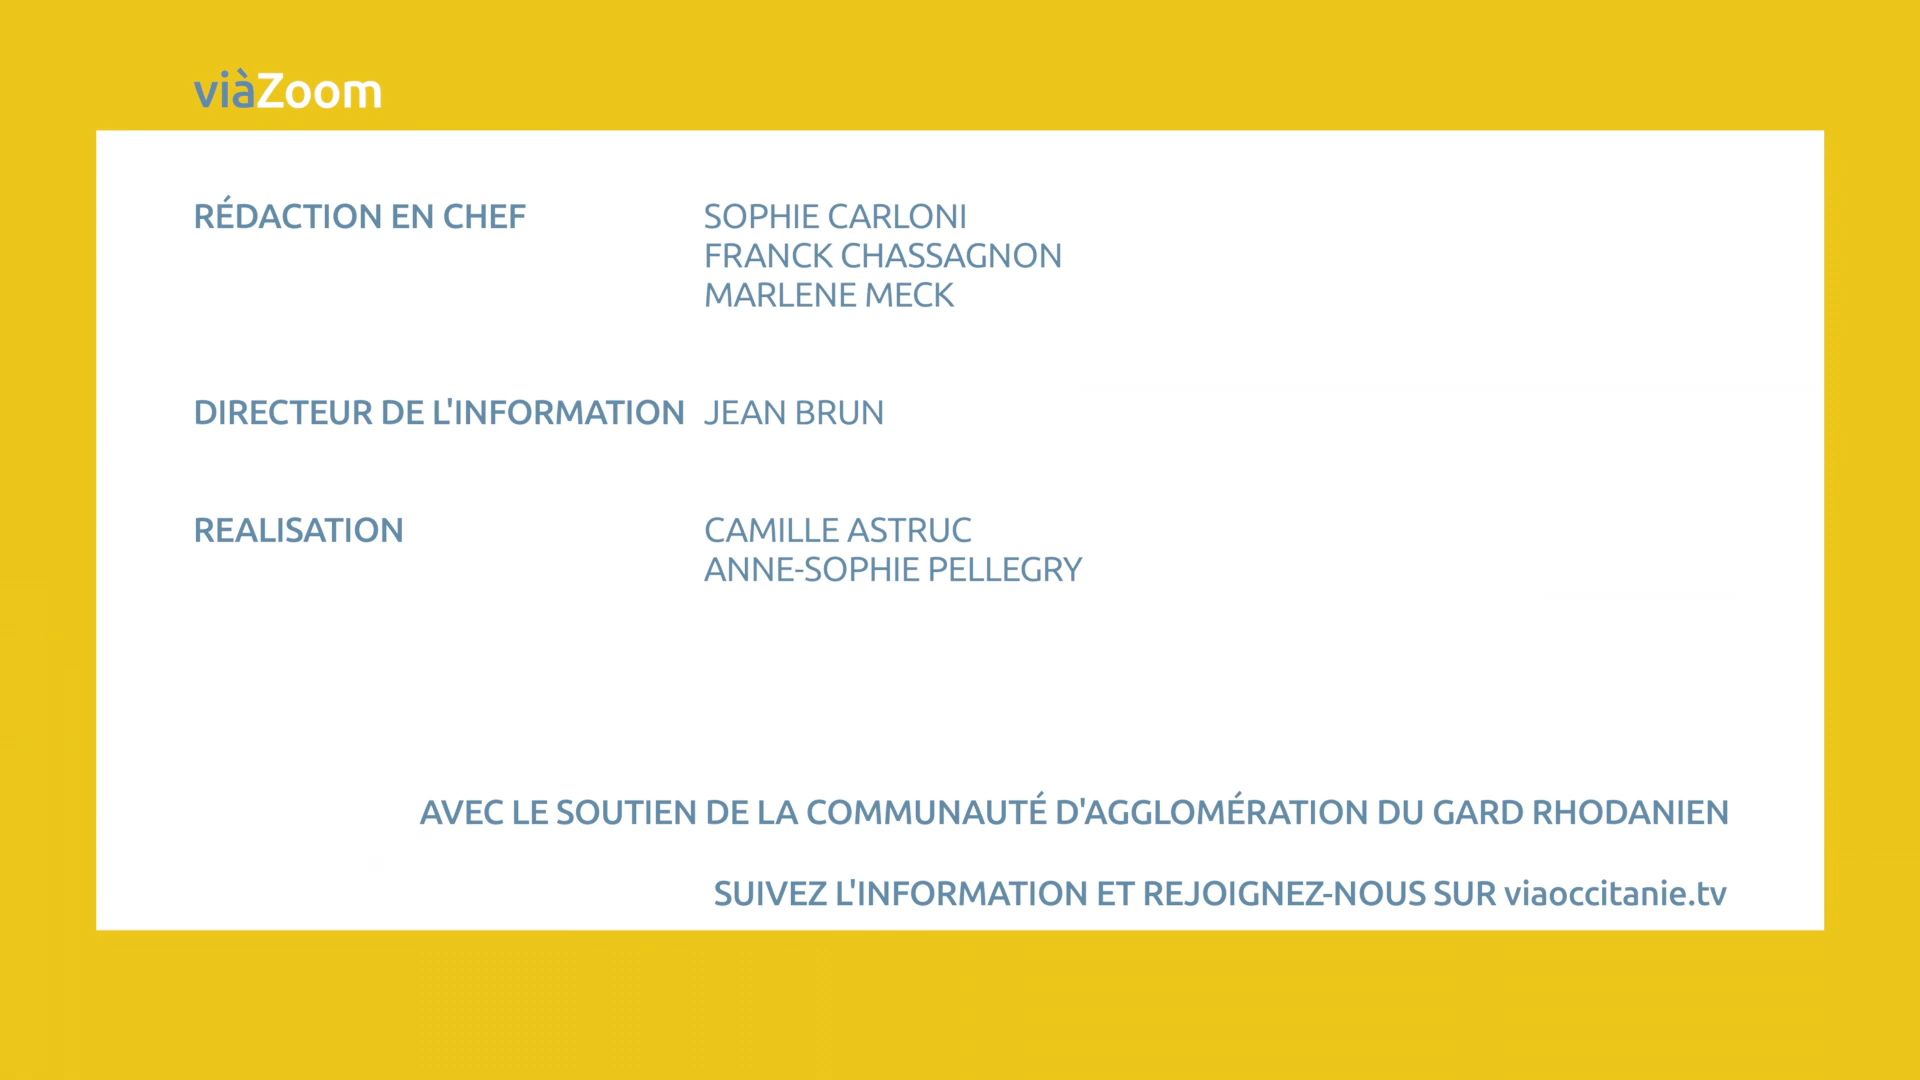 viàZoom
RÉDACTION EN CHEF SOPHIE CARLONI
FRANCK CHASSAGNON
MARLENE MECK
DIRECTEUR DE L'INFORMATION JEAN BRUN
REALISATION CAMILLE ASTRUC
ANNE-SOPHIE PELLEGRY
AVEC LE SOUTIEN DE LA COMMUNAUTÉ D'AGGLOMÉRATION DU GARD RHODANIEN
SUIVEZ L'INFORMATION ET REJOIGNEZ-NOUS SUR viaoccitanie.tv